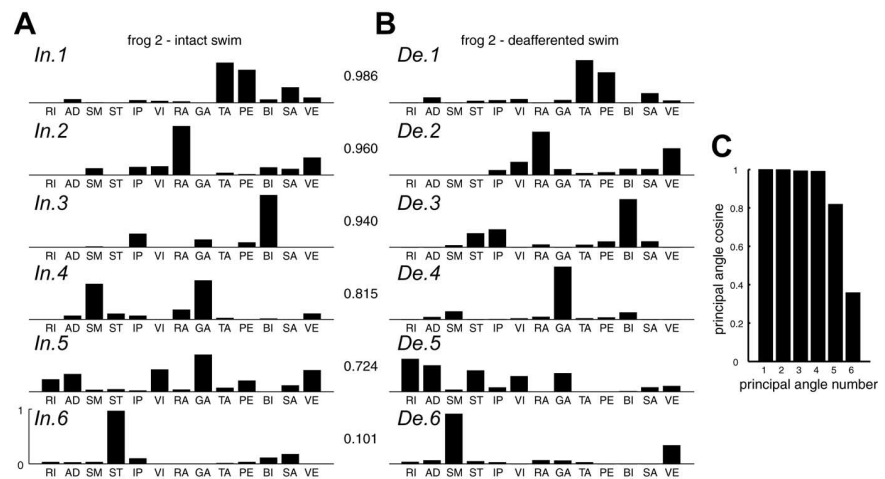 A
frog 2 - intact swim
In.1
RI AD SM ST IP VI RA GA TA PE BI SA VE
In.2
RI AD SM ST IP VI RA GA TA PE BI SA VE
In.3
RI AD SM ST IP VI RA GA TA PE BI SA VE
In.4
RI AD SM ST IP VI RA GA TA PE BI SA VE
In.5
RI AD SM ST IP VI RA GA TA PE BI SA VE
In.6
1
0
RI AD SM ST IP VI RA GA TA PE BI SA VE
0.986
0.960
0.940
0.815
0.724
0.101
B
frog 2 - deafferented swim
De.1
RI AD SM ST IP VI RA GA TA PE BI SA VE
De.2
RI AD SM ST IP VI RA GA TA PE BI SA VE
De.3
RI AD SM ST IP VI RA GA TA PE BI SA VE
De.4
RI AD SM ST IP VI RA GA TA PE BI SA VE
De.5
RI AD SM ST IP VI RA GA TA PE BI SA VE
De.6
RI AD SM ST IP VI RA GA TA PE BI SA VE
C
principal angle cosine
1
0.8
0.6
0.4
0.2
0
1 2 3 4 5 6
principal angle number